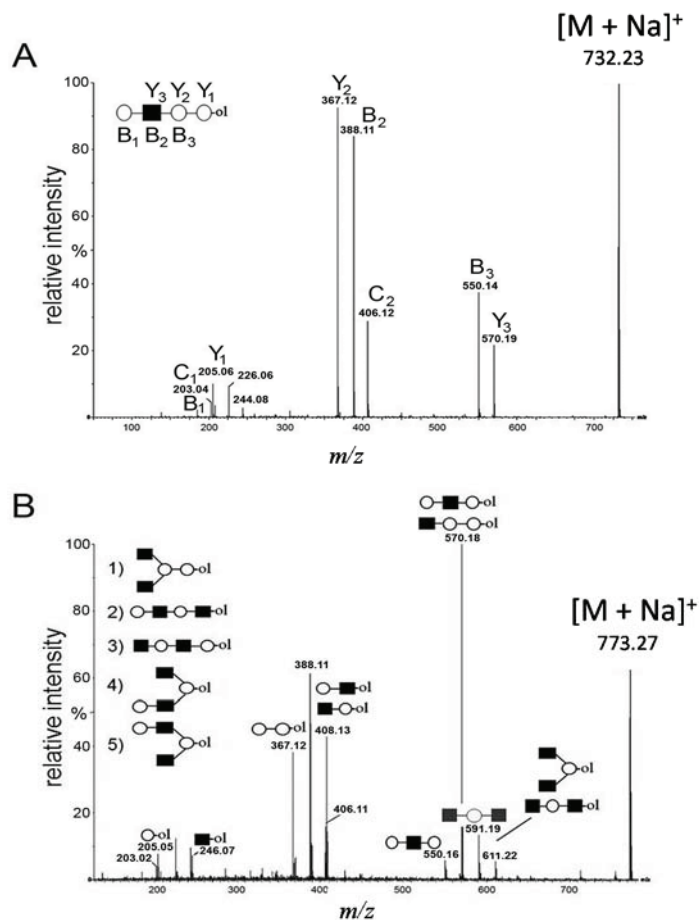 A
[M + Na]+
732.23
Y3 Y2 Y1
ol
B1 B2 B3
Y2
367.12
B2
388.11
C2
406.12
B3
550.14
Y3
570.19
Y1
C1 205.06
226.06
203.04
244.08
B1
relative intensity
%
100
80
60
40
20
0
100 200 300 400 500 600 700
m/z
B
ol
ol
570.18
[M + Na]+
773.27
1) ol
2) ol
3) ol
4) ol
5) ol
388.11
ol
ol
408.13
ol
367.12
406.11
ol
ol
591.19
550.16
611.22
ol
205.05
ol
246.07
203.02
relative intensity
%
100
80
60
40
20
0
200 300 400 500 600 700
m/z